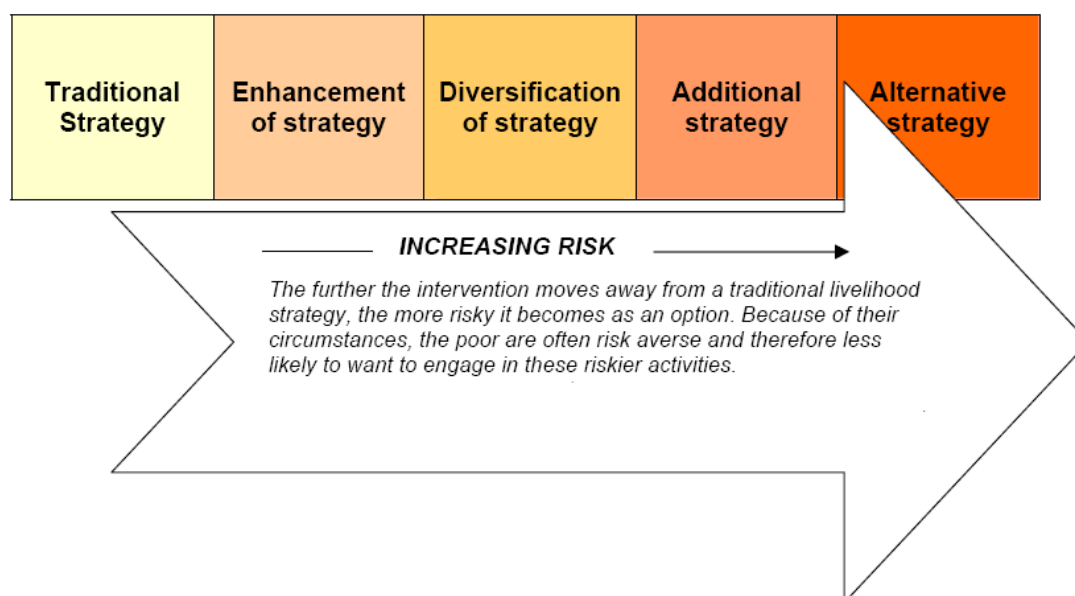 Traditional
Strategy
Enhancement
of strategy
Diversification
of strategy
Additional
strategy
Alternative
strategy
INCREASING RISK
The further the intervention moves away from a traditional livelihood
strategy, the more risky it becomes as an option. Because of their
circumstances, the poor are often risk averse and therefore less
likely to want to engage in these riskier activities.